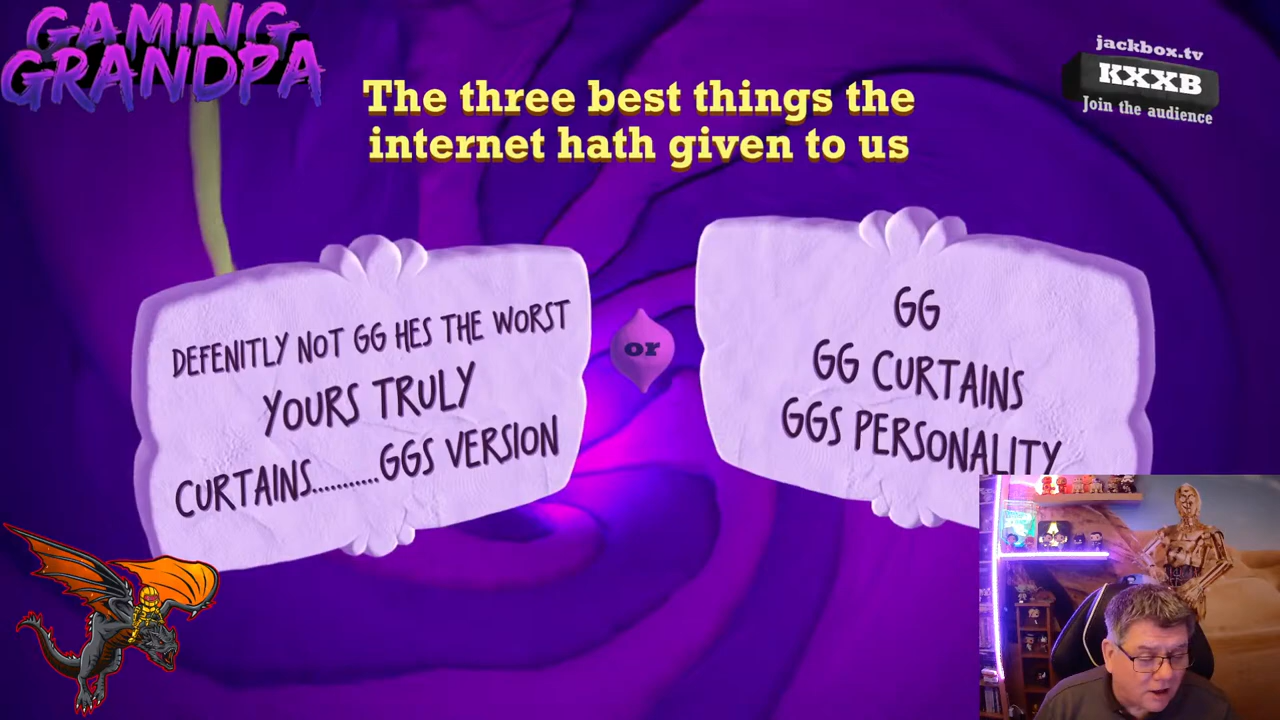 GAMING
GRANDPA
jackbox.tv
KXXB
Join the audience
The three best things the
internet hath given to us
DEFENITLY NOT GG HES THE WORST
YOURS TRULY
CURTAINS...........GGS VERSION
or
GG
GG CURTAINS
GGS PERSONALITY